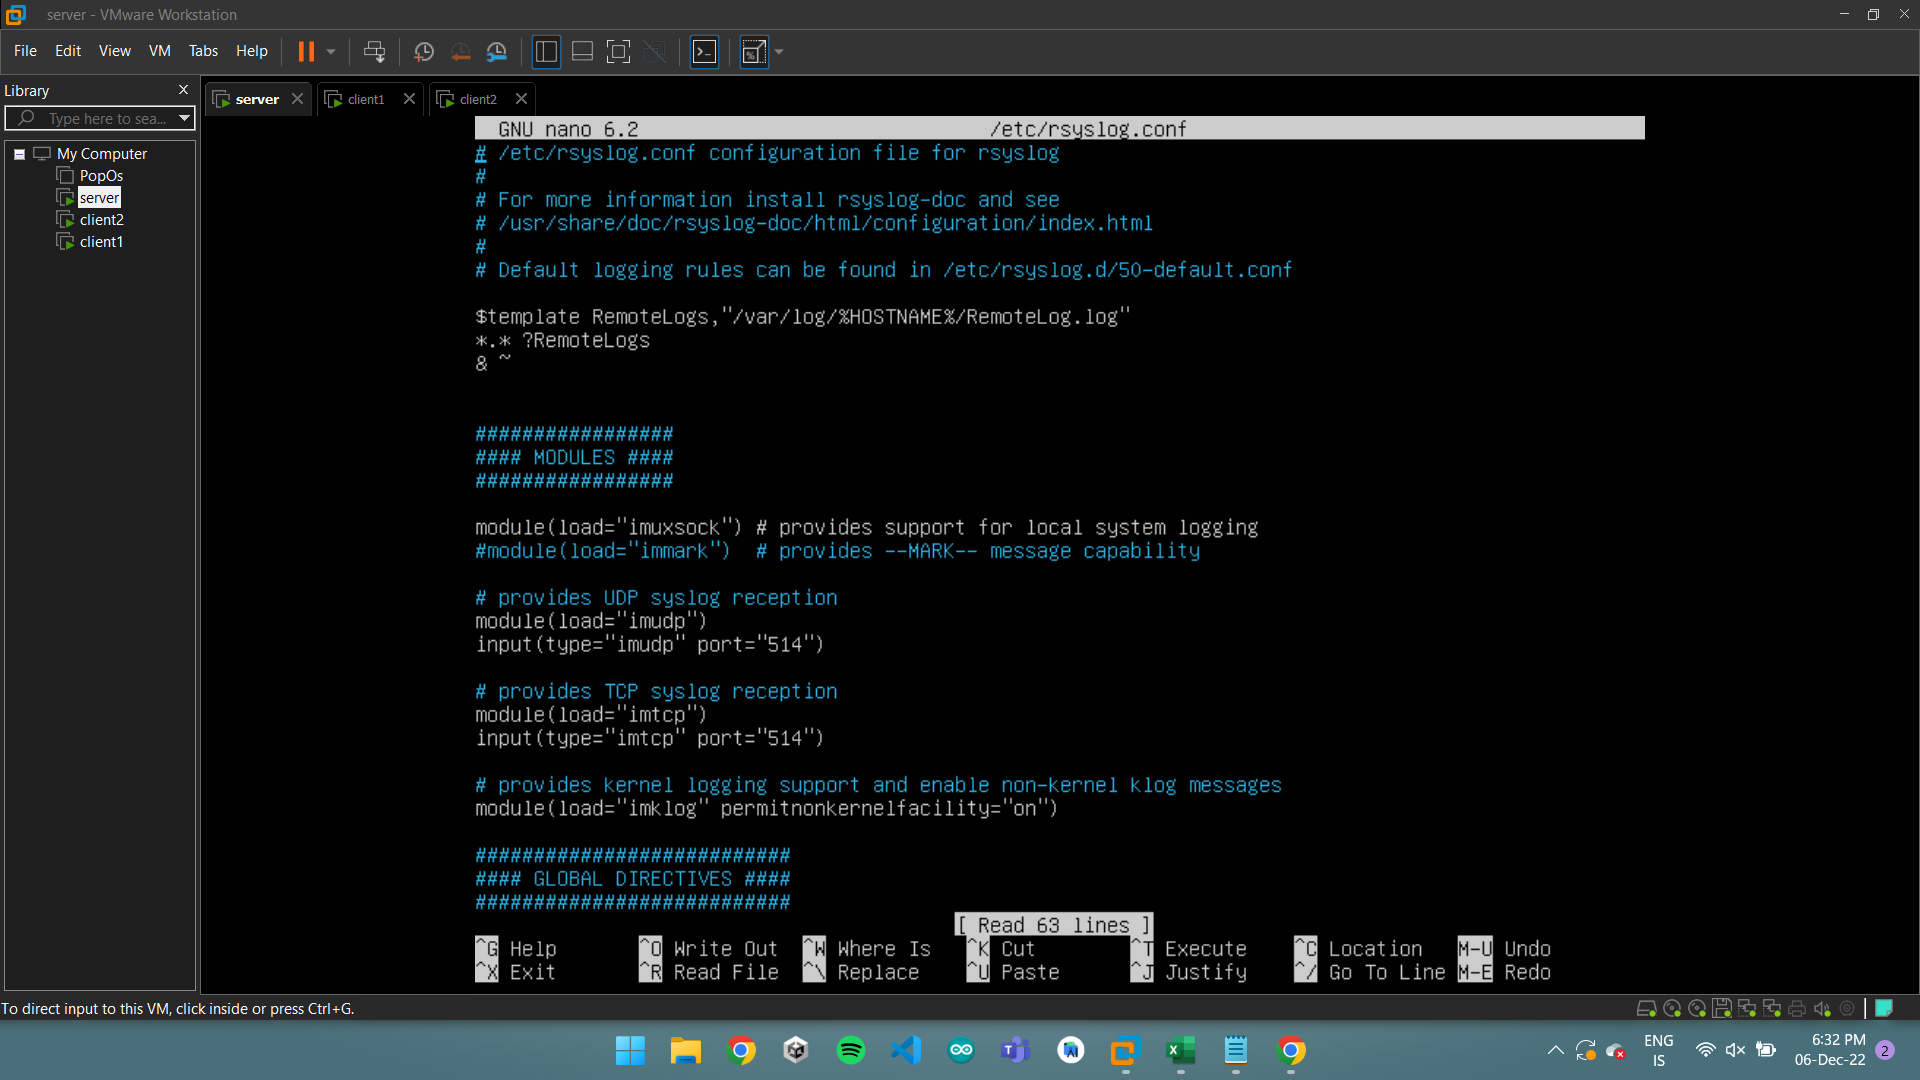 server - VMware Workstation
File Edit View VM Tabs Help
Library
Type here to sea...
My Computer
PopOs
server
client2
client1
server client1 client2
GNU nano 6.2 /etc/rsyslog.conf
# /etc/rsyslog.conf configuration file for rsyslog
#
# For more information install rsyslog-doc and see
# /usr/share/doc/rsyslog-doc/html/configuration/index.html
#
# Default logging rules can be found in /etc/rsyslog.d/50-default.conf
$template RemoteLogs,"/var/log/%HOSTNAME%/RemoteLog.log"
*.* ?RemoteLogs
& ~
#################
#### MODULES ####
#################
module(load="imuxsock") # provides support for local system logging
#module(load="immark")  # provides --MARK-- message capability
# provides UDP syslog reception
module(load="imudp")
input(type="imudp" port="514")
# provides TCP syslog reception
module(load="imtcp")
input(type="imtcp" port="514")
# provides kernel logging support and enable non-kernel klog messages
module(load="imklog" permitnonkernelfacility="on")
###########################
#### GLOBAL DIRECTIVES ####
###########################
[ Read 63 lines ]
^G Help ^O Write Out ^W Where Is ^K Cut ^T Execute ^C Location M-U Undo
^X Exit ^R Read File ^\ Replace ^U Paste ^J Justify ^/ Go To Line M-E Redo
To direct input to this VM, click inside or press Ctrl+G.
ENG
IS
6:32 PM
06-Dec-22
2